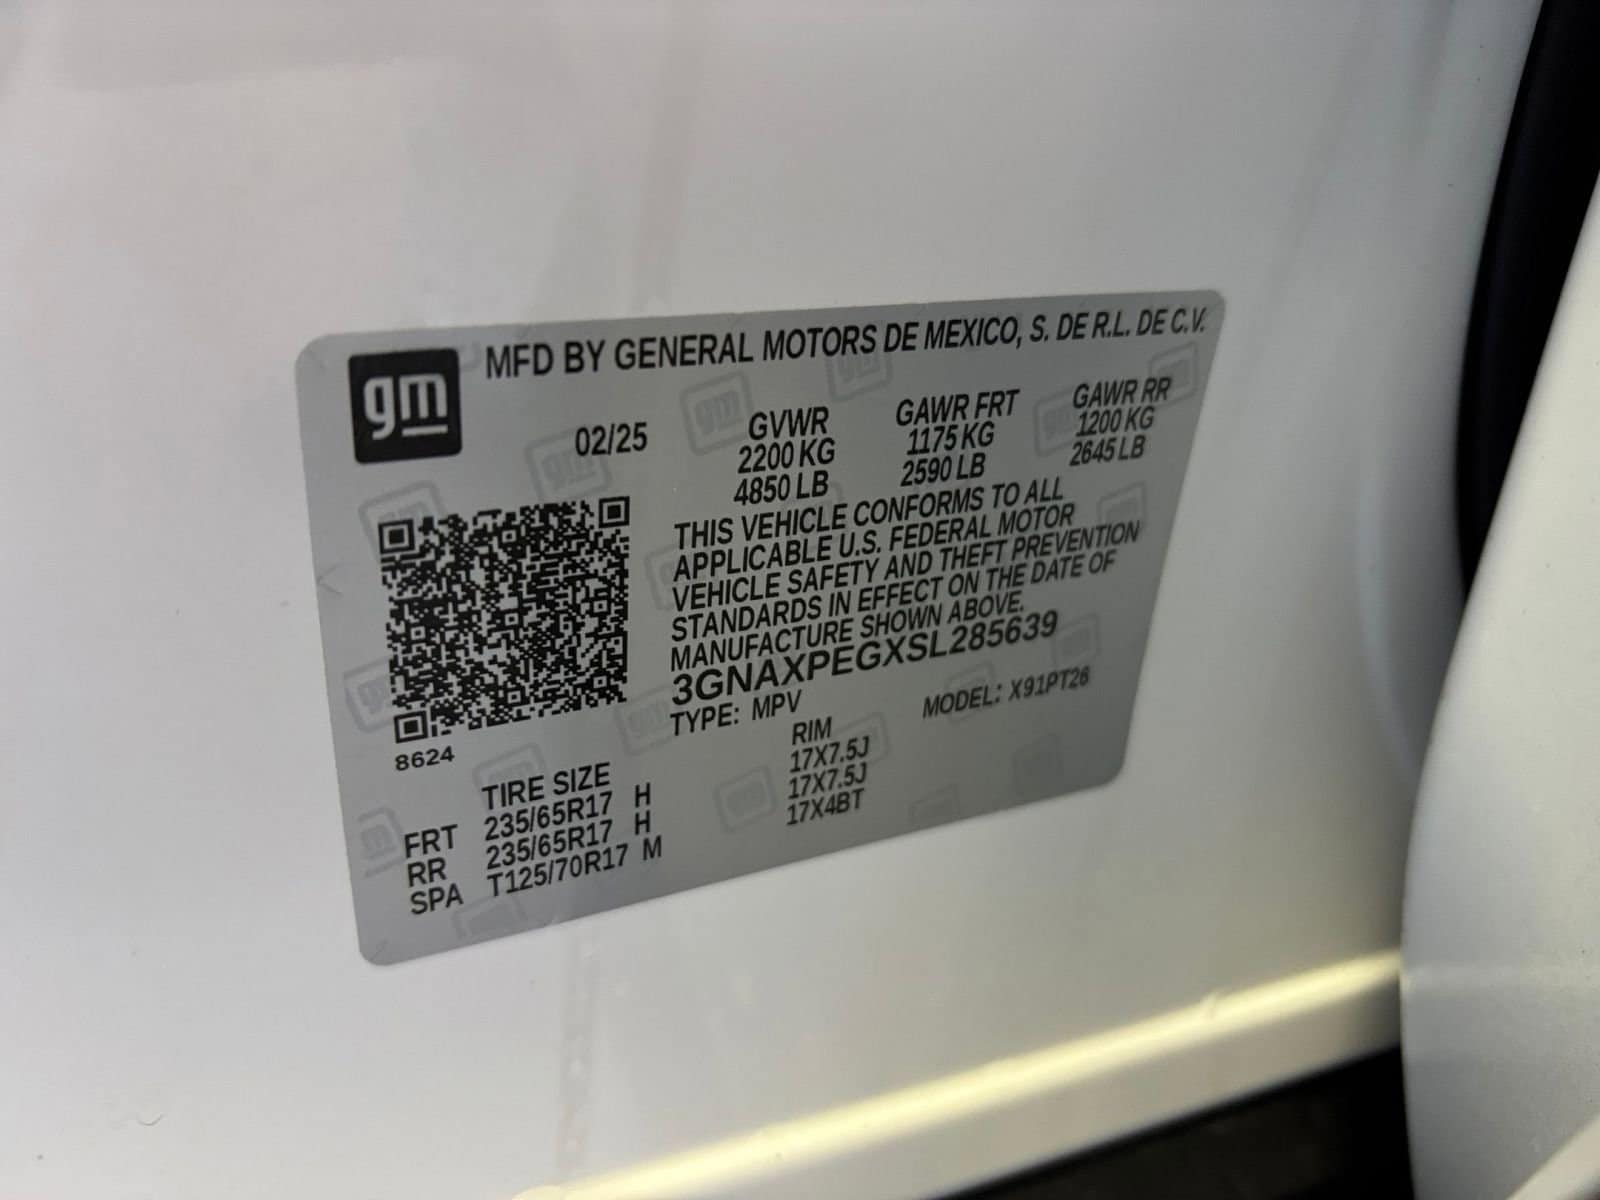 gm MFD BY GENERAL MOTORS DE MEXICO, S. DE R.L. DE C.V.
02/25
GVWR GAWR FRT GAWR RR
2200 KG 1175 KG 1200 KG
4850 LB 2590 LB 2645 LB
THIS VEHICLE CONFORMS TO ALL
APPLICABLE U.S. FEDERAL MOTOR
VEHICLE SAFETY AND THEFT PREVENTION
STANDARDS IN EFFECT ON THE DATE OF
MANUFACTURE SHOWN ABOVE.
3GNAXPEGXSL285639
TYPE: MPV MODEL: X91PT26
8624
TIRE SIZE RIM
FRT 235/65R17 H 17X7.5J
RR 235/65R17 H 17X7.5J
SPA T125/70R17 M 17X4BT